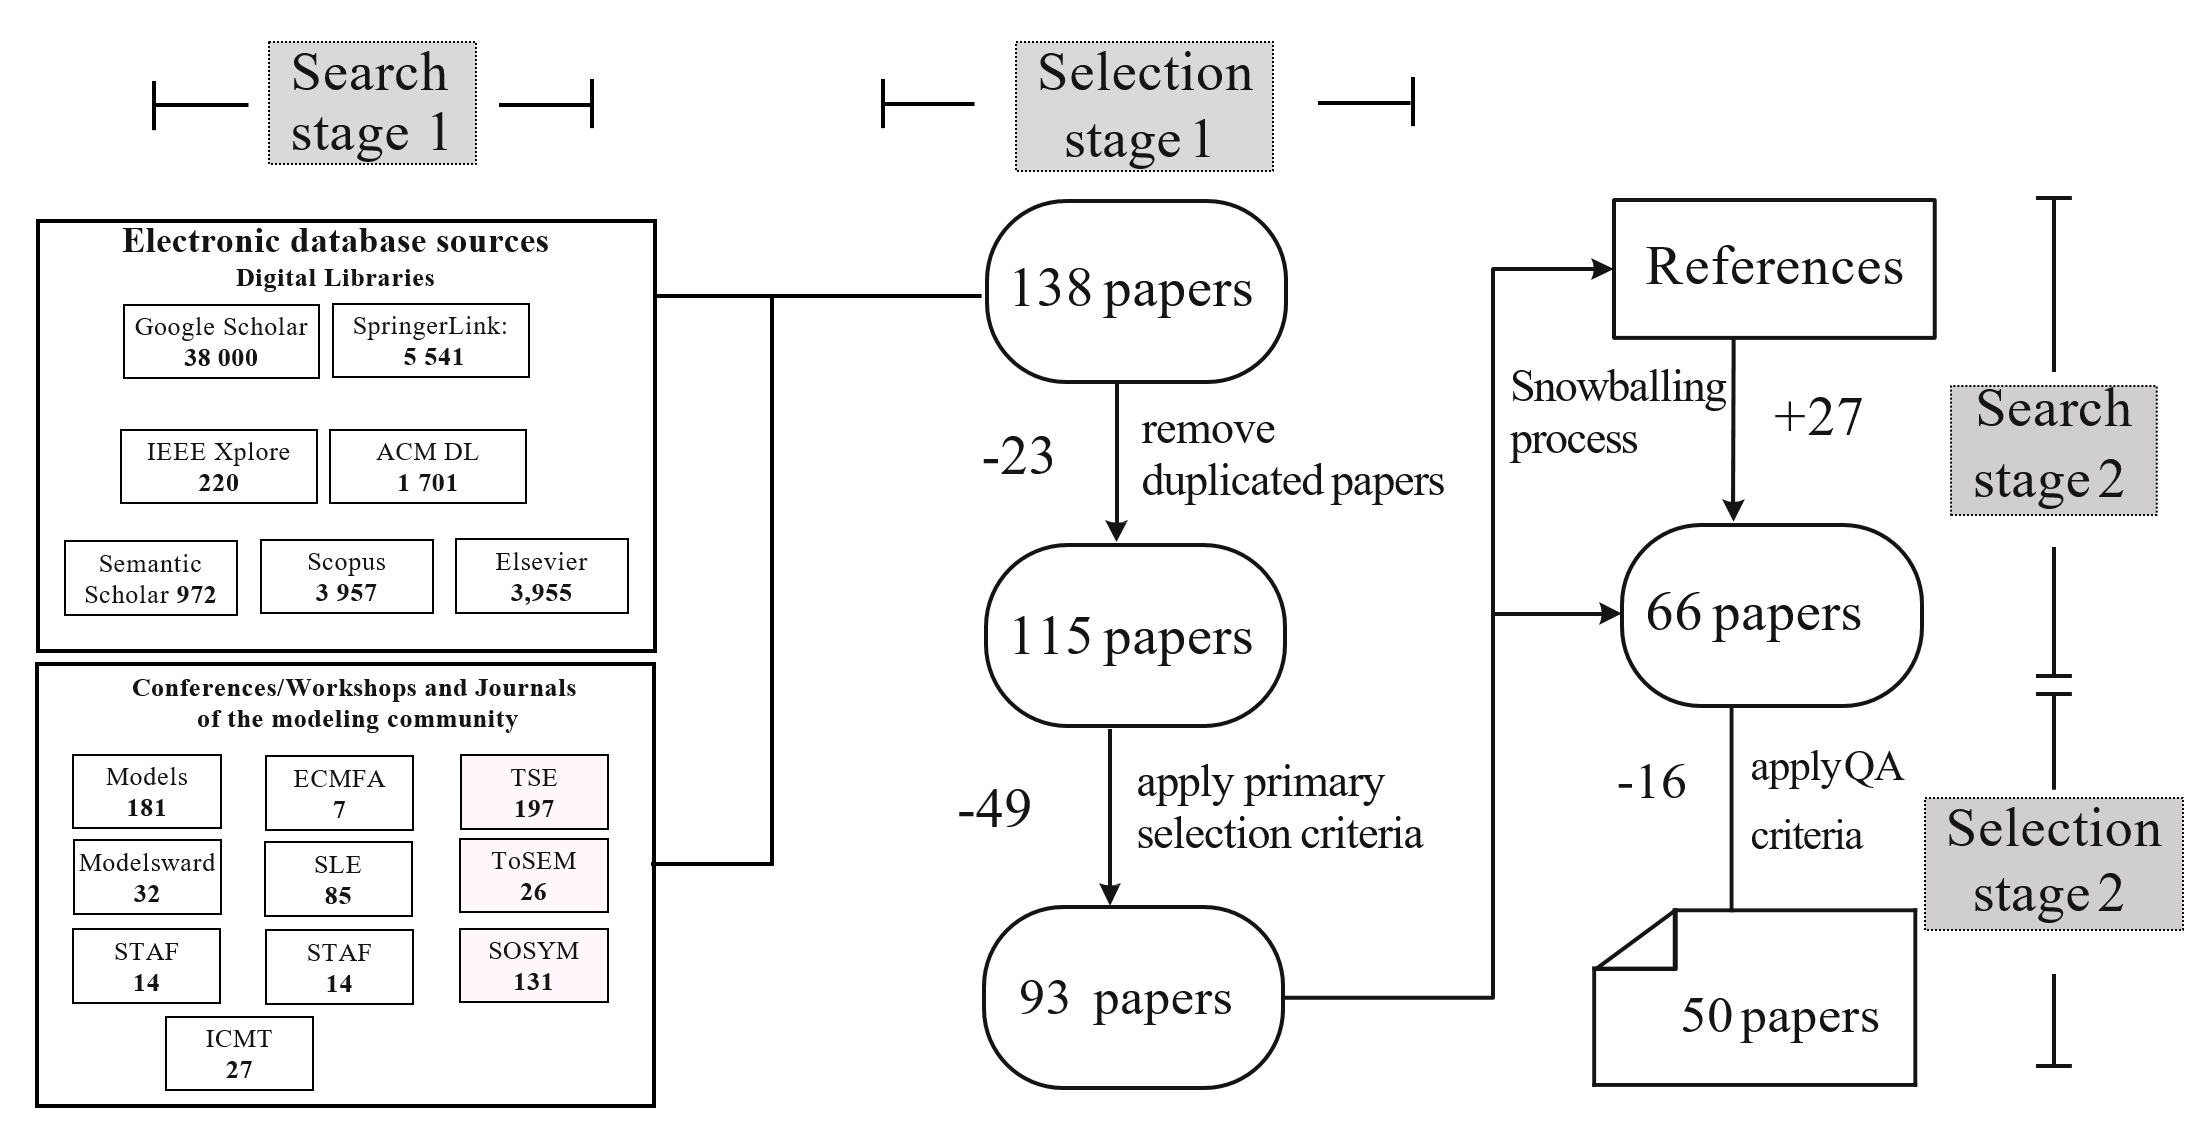 Search
stage 1
Selection
stage 1
Electronic database sources
Digital Libraries
Google Scholar
38 000
SpringerLink:
5 541
IEEE Xplore
220
ACM DL
1 701
Semantic
Scholar 972
Scopus
3 957
Elsevier
3,955
Conferences/Workshops and Journals
of the modeling community
Models
181
ECMFA
7
TSE
197
Modelsward
32
SLE
85
ToSEM
26
STAF
14
STAF
14
SOSYM
131
ICMT
27
138 papers
-23
remove
duplicated papers
115 papers
-49
apply primary
selection criteria
93 papers
References
Snowballing
process
+27
66 papers
-16
apply QA
criteria
50 papers
Search
stage 2
Selection
stage 2